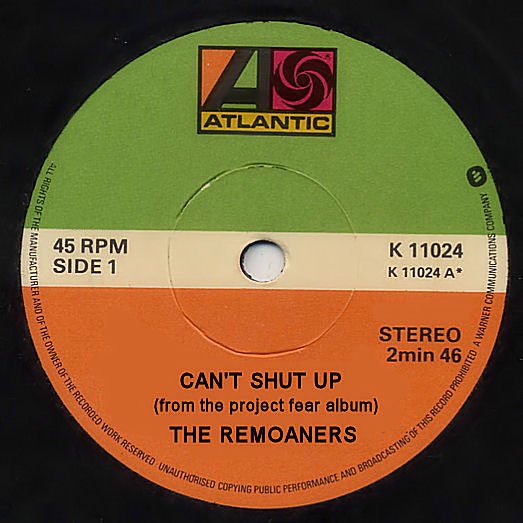 ATLANTIC
45 RPM
SIDE 1
K 11024
K 11024 A*
STEREO
2min 46
CAN'T SHUT UP
(from the project fear album)
THE REMOANERS
ALL RIGHTS OF THE MANUFACTURER AND OF THE OWNER OF THE RECORDED WORK RESERVED. UNAUTHORISED COPYING PUBLIC PERFORMANCE AND BROADCASTING OF THIS RECORD PROHIBITED. A WARNER COMMUNICATIONS COMPANY